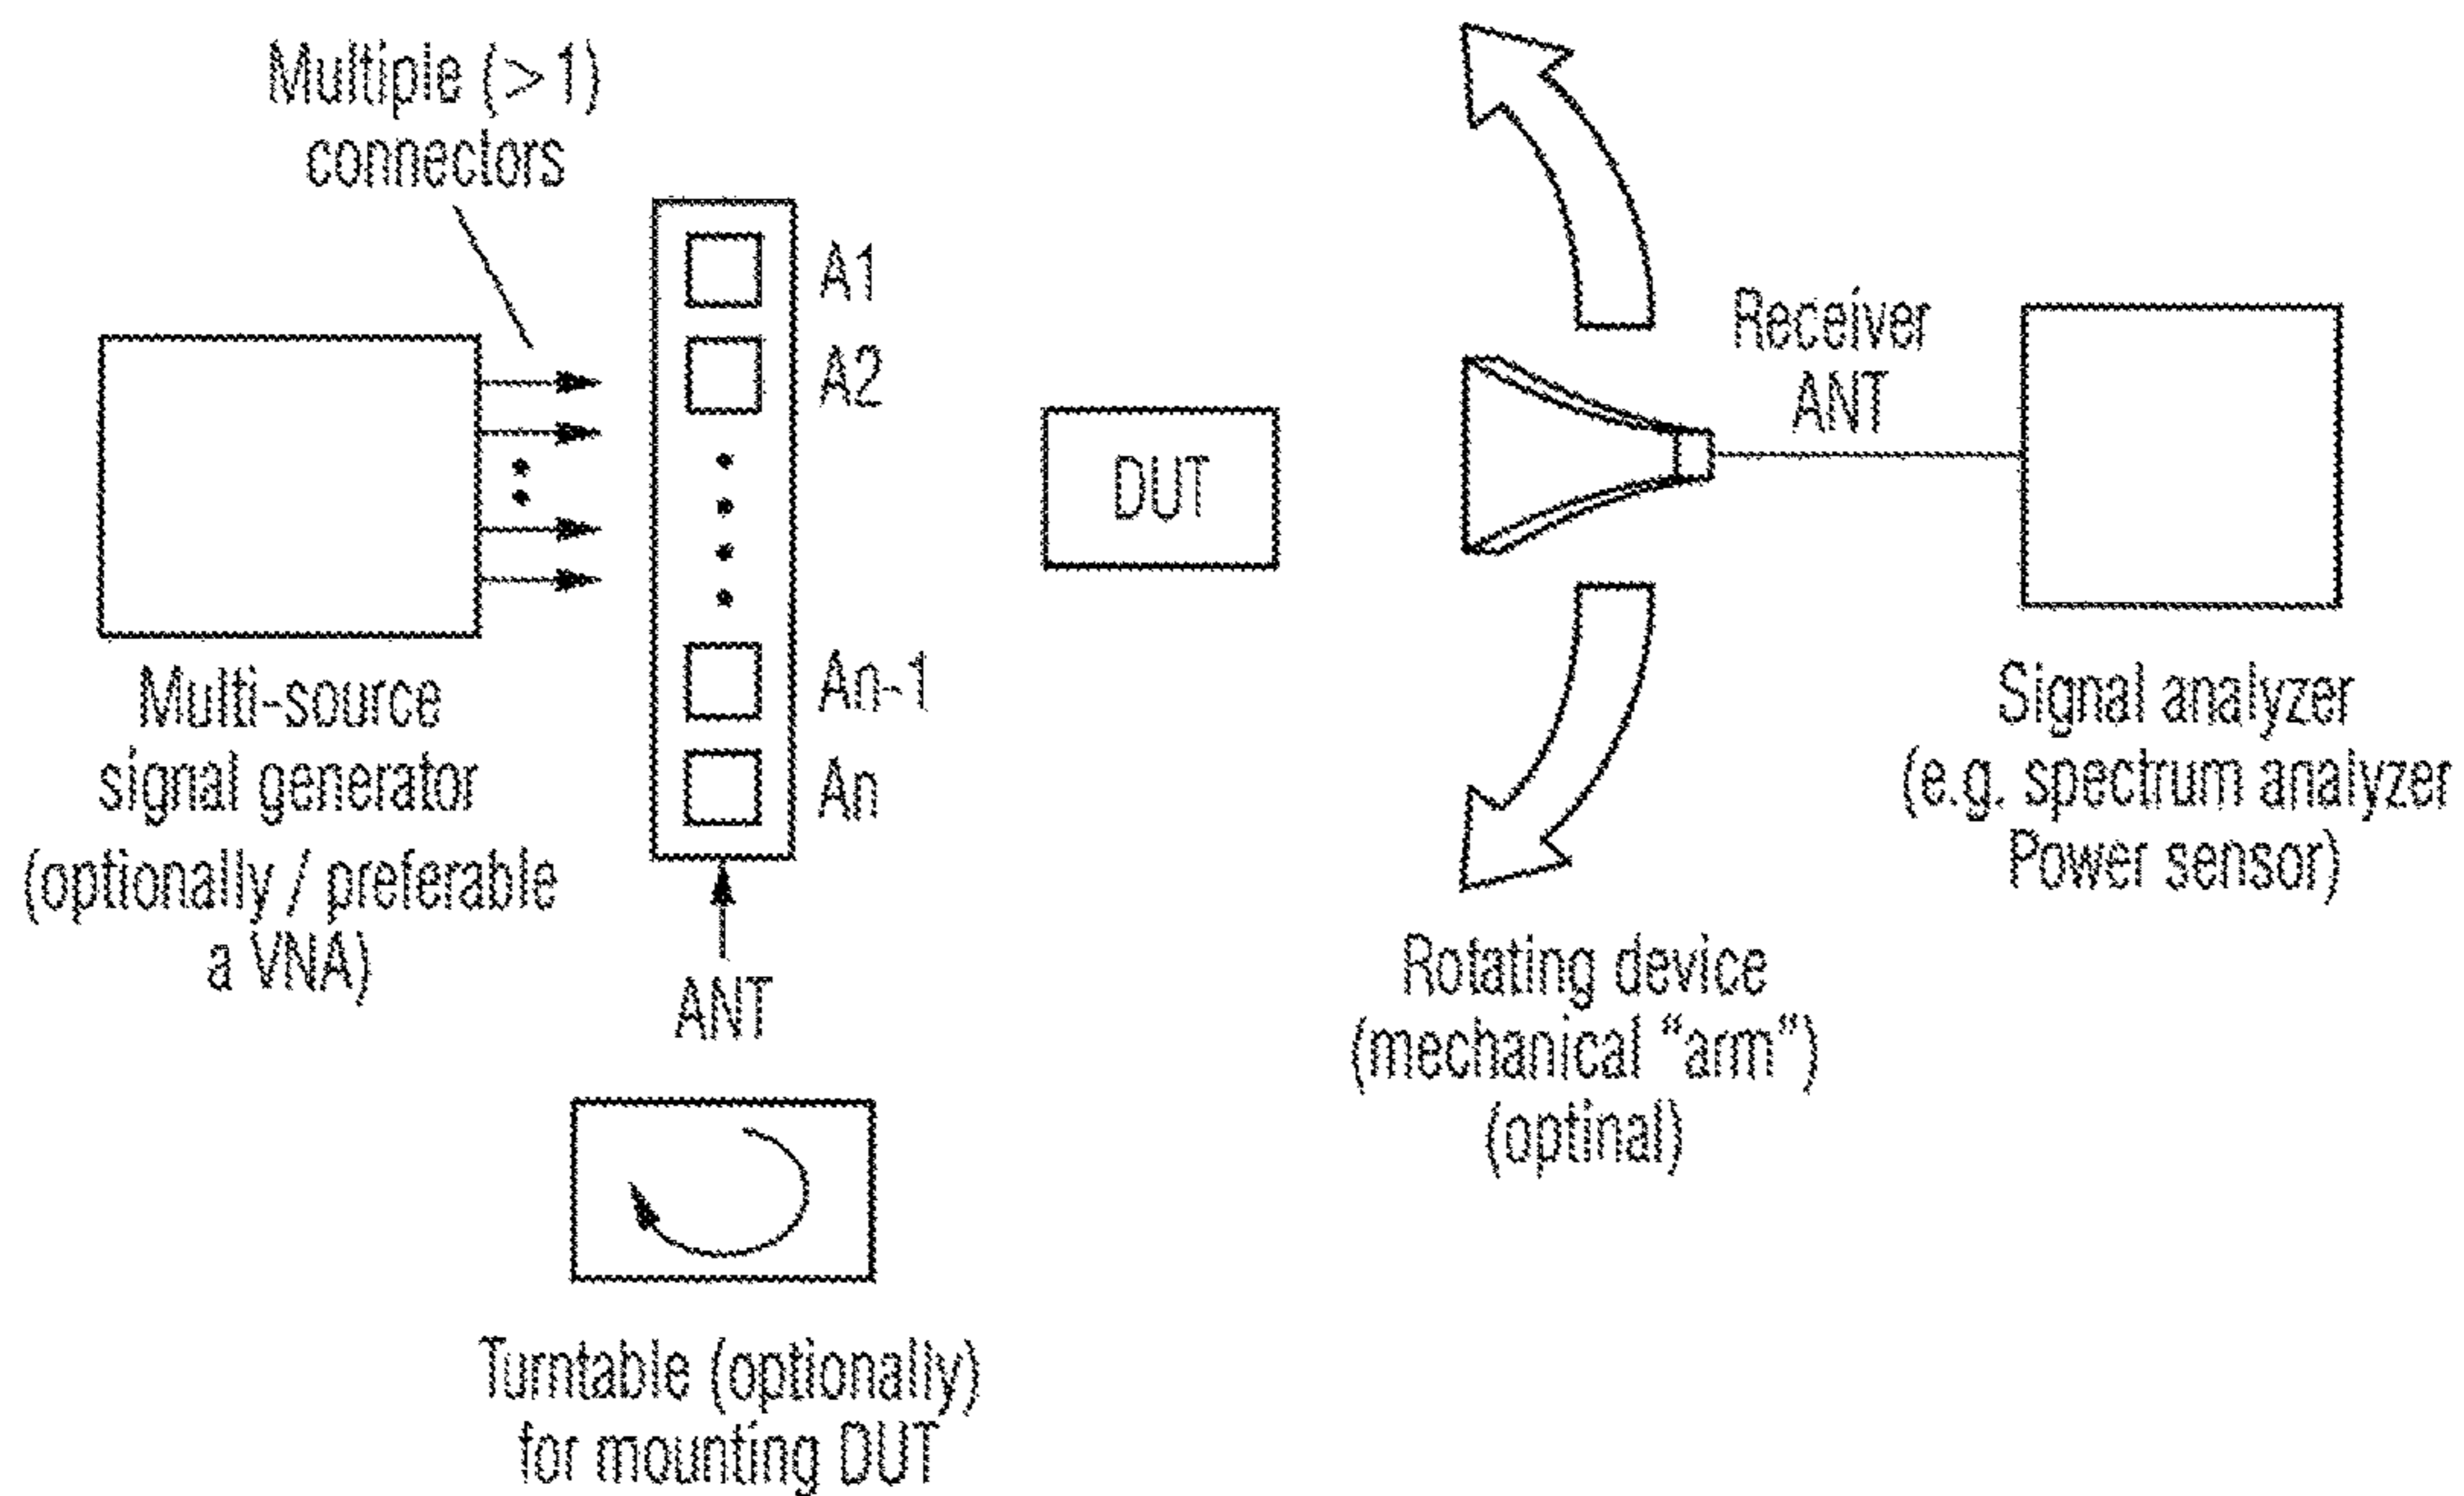 Multiple (>1)
connectors
A1
A2
An-1
An
DUT
Receiver
ANT
Multi-source
signal generator
(optionally / preferable
a VNA)
ANT
Signal analyzer
(e.g. spectrum analyzer
Power sensor)
Rotating device
(mechanical “arm”)
(optinal)
Turntable (optionally)
for mounting DUT